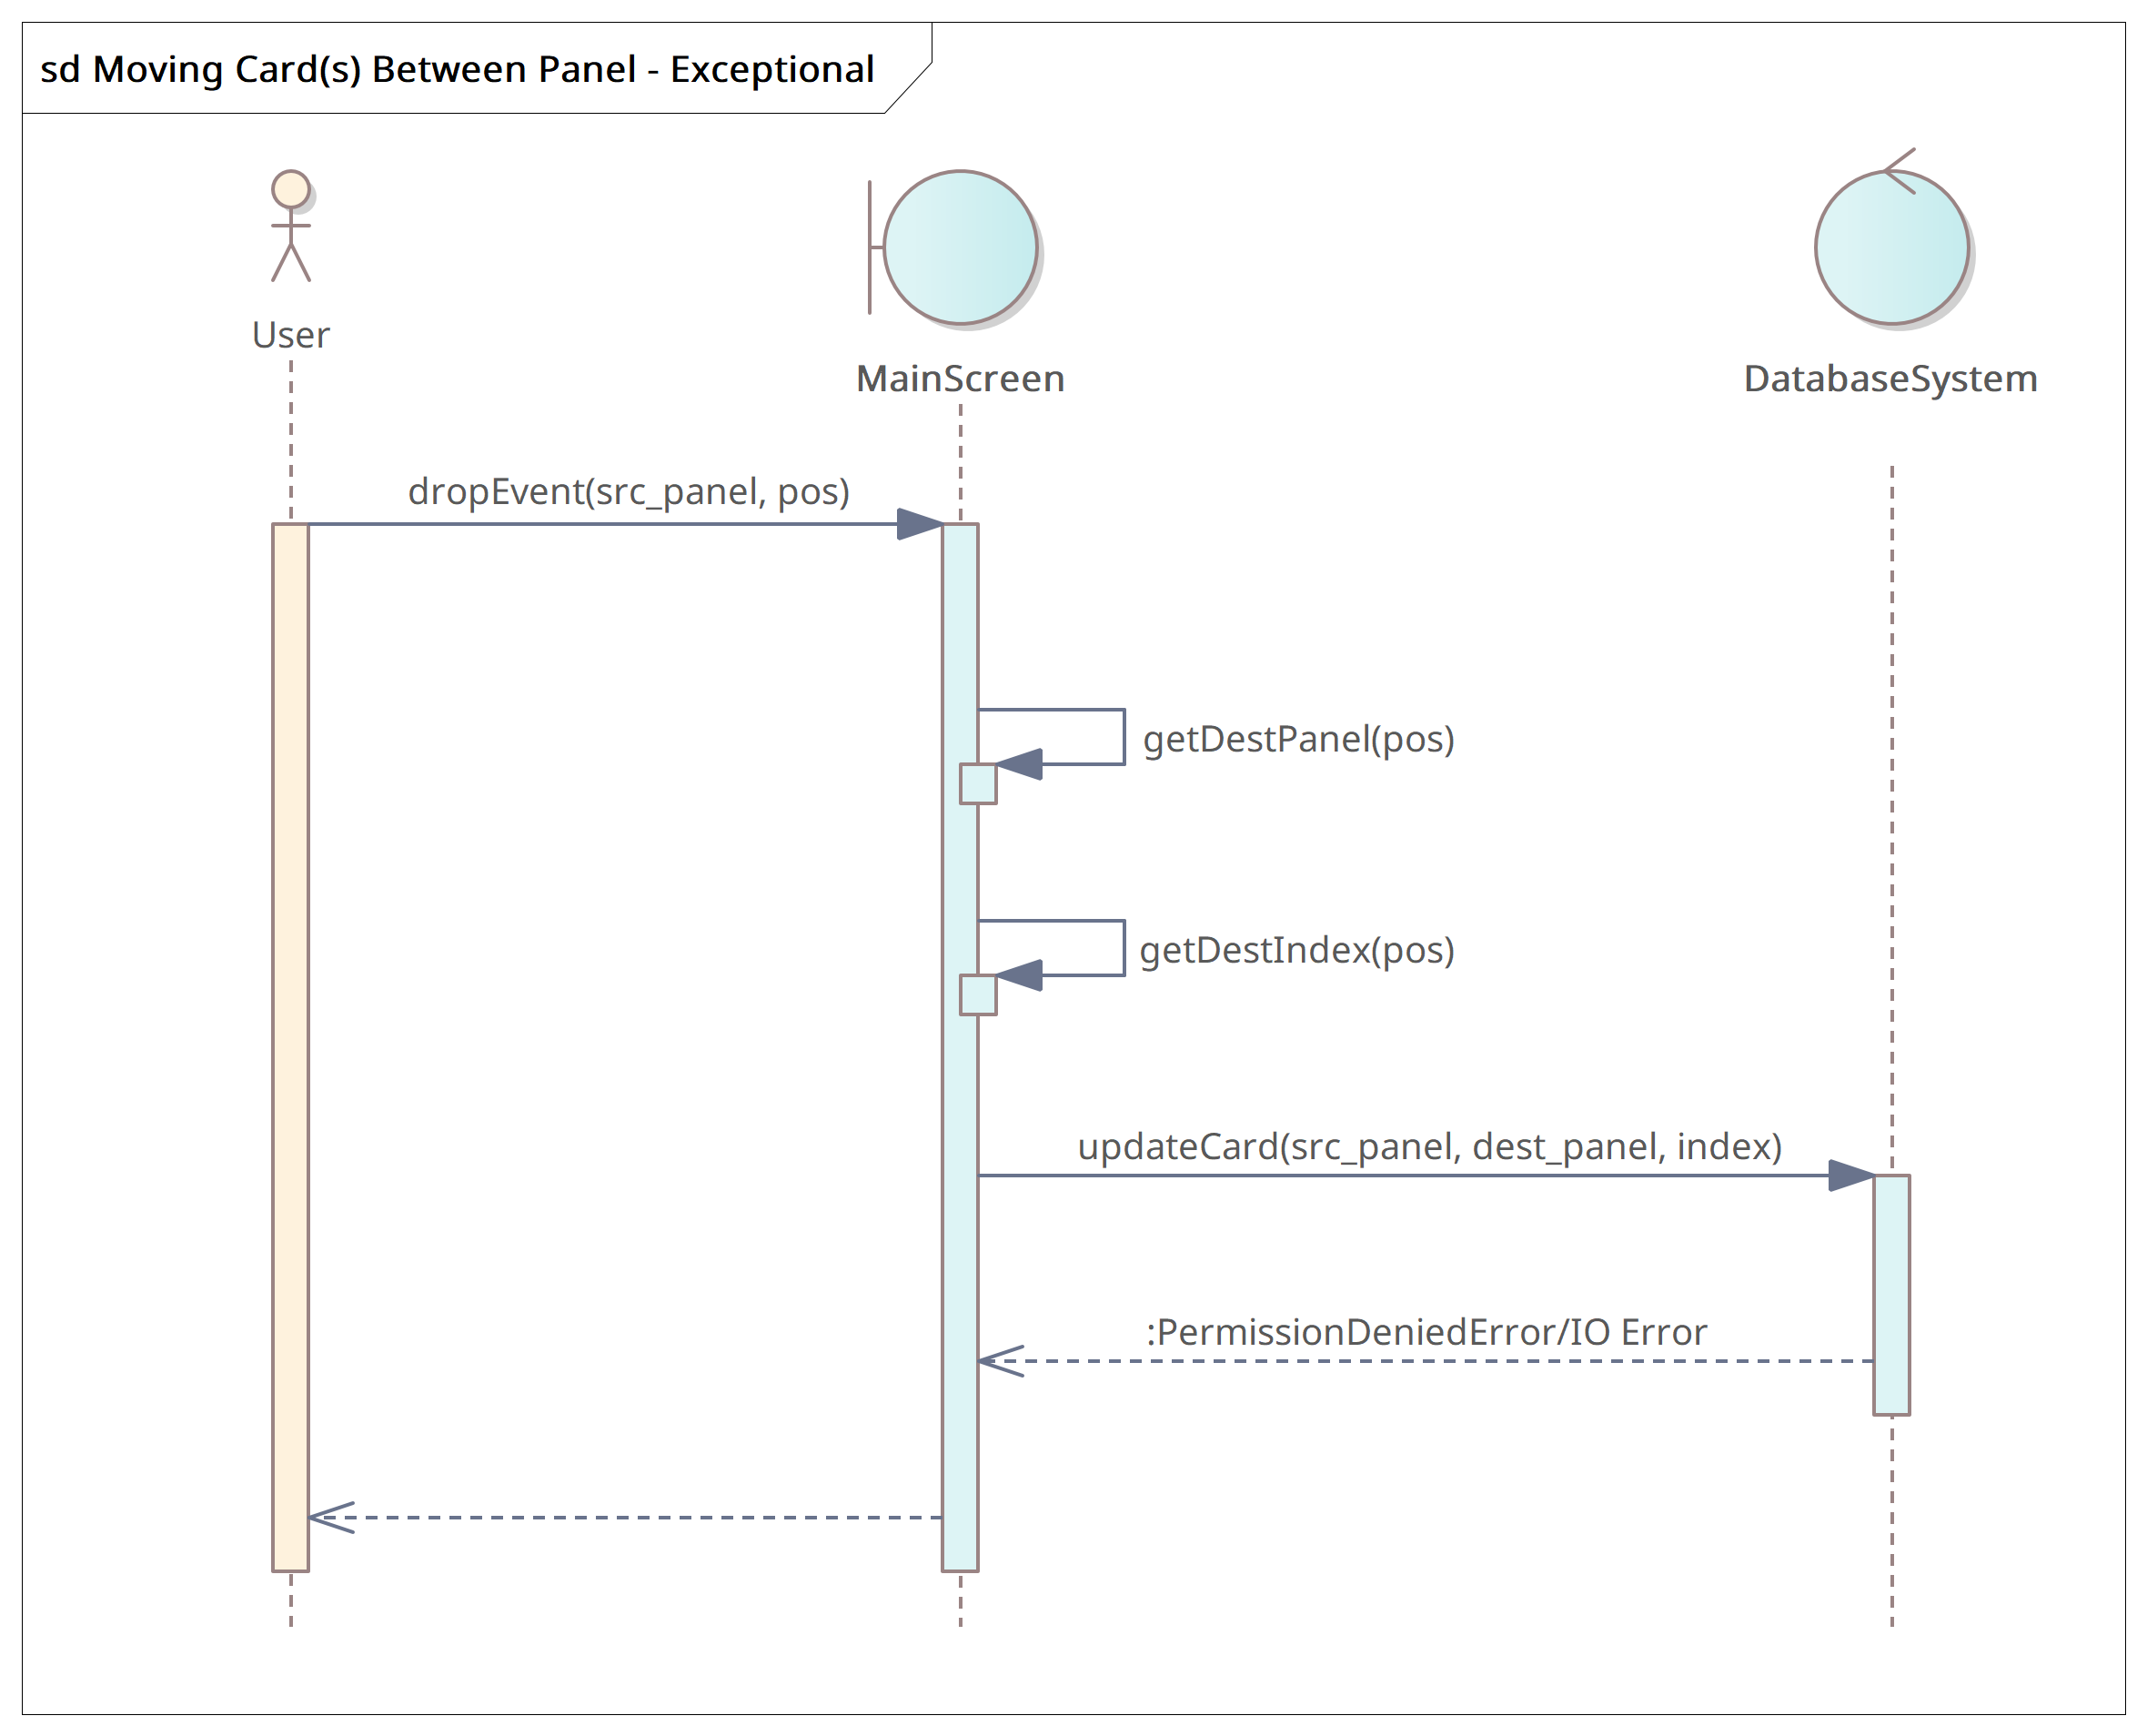 sd Moving Card(s) Between Panel - Exceptional
User
MainScreen
DatabaseSystem
dropEvent(src_panel, pos)
getDestPanel(pos)
getDestIndex(pos)
updateCard(src_panel, dest_panel, index)
:PermissionDeniedError/IO Error